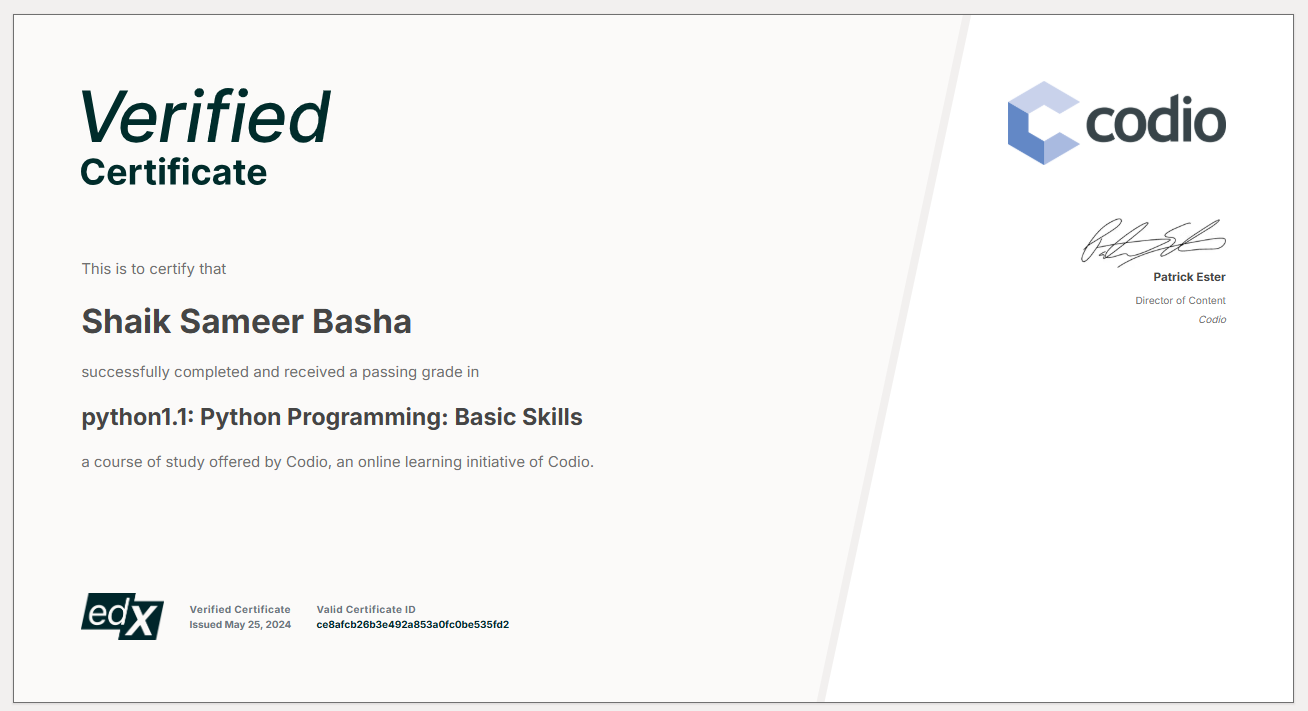 Verified
Certificate
codio
Patrick Ester
Director of Content
Codio
This is to certify that
Shaik Sameer Basha
successfully completed and received a passing grade in
python1.1: Python Programming: Basic Skills
a course of study offered by Codio, an online learning initiative of Codio.
edX
Verified Certificate
Issued May 25, 2024
Valid Certificate ID
ce8afcb26b3e492a853a0fc0be535fd2